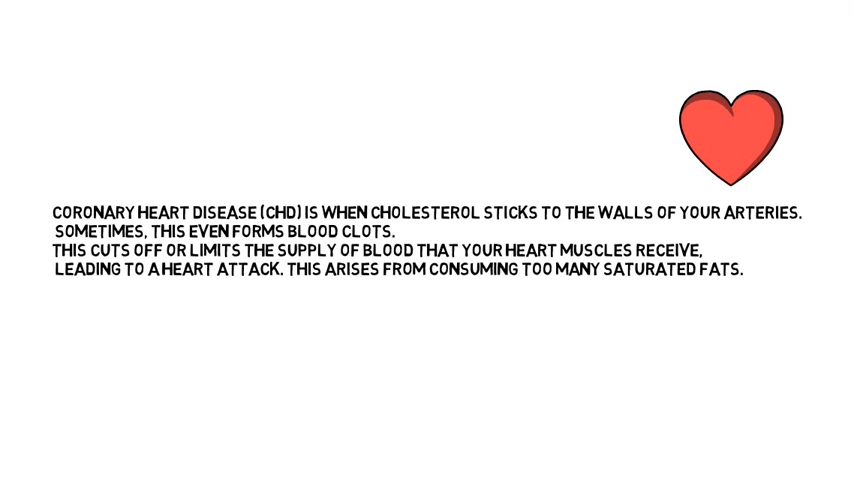 CORONARY HEART DISEASE (CHD) IS WHEN CHOLESTEROL STICKS TO THE WALLS OF YOUR ARTERIES.
SOMETIMES, THIS EVEN FORMS BLOOD CLOTS.
THIS CUTS OFF OR LIMITS THE SUPPLY OF BLOOD THAT YOUR HEART MUSCLES RECEIVE,
LEADING TO A HEART ATTACK. THIS ARISES FROM CONSUMING TOO MANY SATURATED FATS.